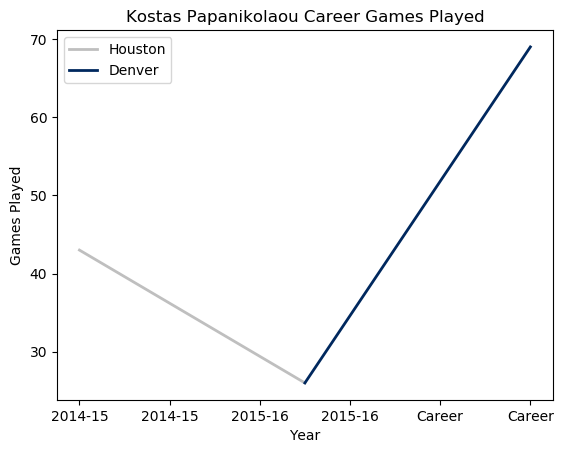 Kostas Papanikolaou Career Games Played
Houston
Denver
70
60
50
40
30
Games Played
2014-15 2014-15 2015-16 2015-16 Career Career
Year